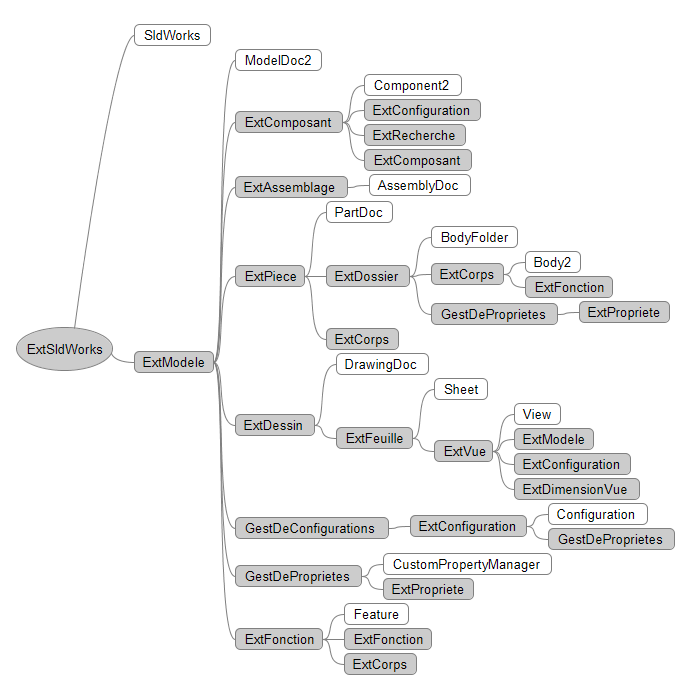 SldWorks
ModelDoc2
Component2
ExtComposant
ExtConfiguration
ExtRecherche
ExtComposant
ExtAssemblage
AssemblyDoc
PartDoc
BodyFolder
ExtPiece
ExtDossier
ExtCorps
Body2
ExtFonction
GestDeProprietes
ExtPropriete
ExtCorps
ExtSldWorks
ExtModele
DrawingDoc
Sheet
ExtDessin
ExtFeuille
ExtVue
View
ExtModele
ExtConfiguration
ExtDimensionVue
GestDeConfigurations
ExtConfiguration
Configuration
GestDeProprietes
GestDeProprietes
CustomPropertyManager
ExtPropriete
Feature
ExtFonction
ExtFonction
ExtCorps